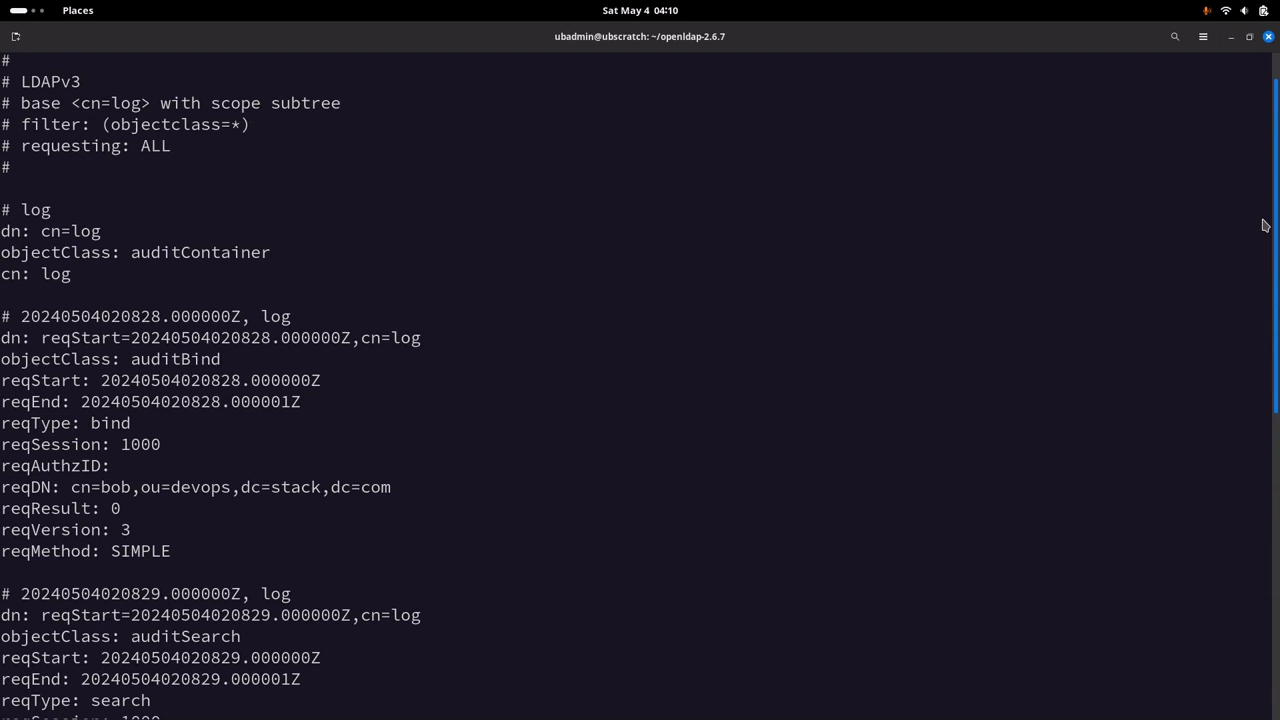 Places
Sat May 4 04:10
ubadmin@ubscratch: ~/openldap-2.6.7
#
# LDAPv3
# base <cn=log> with scope subtree
# filter: (objectclass=*)
# requesting: ALL
#
# log
dn: cn=log
objectClass: auditContainer
cn: log
# 20240504020828.000000Z, log
dn: reqStart=20240504020828.000000Z,cn=log
objectClass: auditBind
reqStart: 20240504020828.000000Z
reqEnd: 20240504020828.000001Z
reqType: bind
reqSession: 1000
reqAuthzID:
reqDN: cn=bob,ou=devops,dc=stack,dc=com
reqResult: 0
reqVersion: 3
reqMethod: SIMPLE
# 20240504020829.000000Z, log
dn: reqStart=20240504020829.000000Z,cn=log
objectClass: auditSearch
reqStart: 20240504020829.000000Z
reqEnd: 20240504020829.000001Z
reqType: search
reqSession: 1000